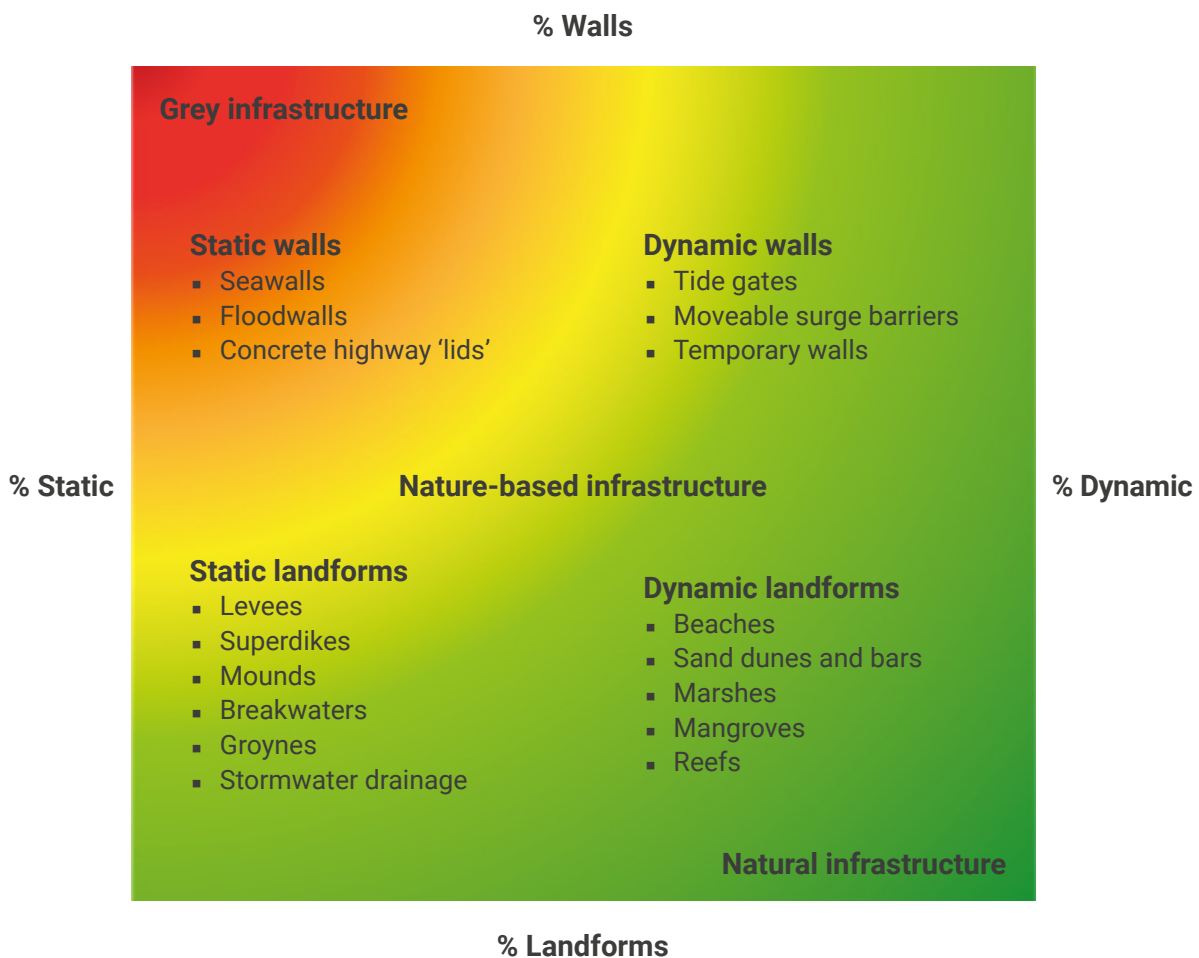 % Walls
Grey infrastructure
Static walls
▪ Seawalls
▪ Floodwalls
▪ Concrete highway ‘lids’
Dynamic walls
▪ Tide gates
▪ Moveable surge barriers
▪ Temporary walls
% Static
Nature-based infrastructure
% Dynamic
Static landforms
▪ Levees
▪ Superdikes
▪ Mounds
▪ Breakwaters
▪ Groynes
▪ Stormwater drainage
Dynamic landforms
▪ Beaches
▪ Sand dunes and bars
▪ Marshes
▪ Mangroves
▪ Reefs
Natural infrastructure
% Landforms